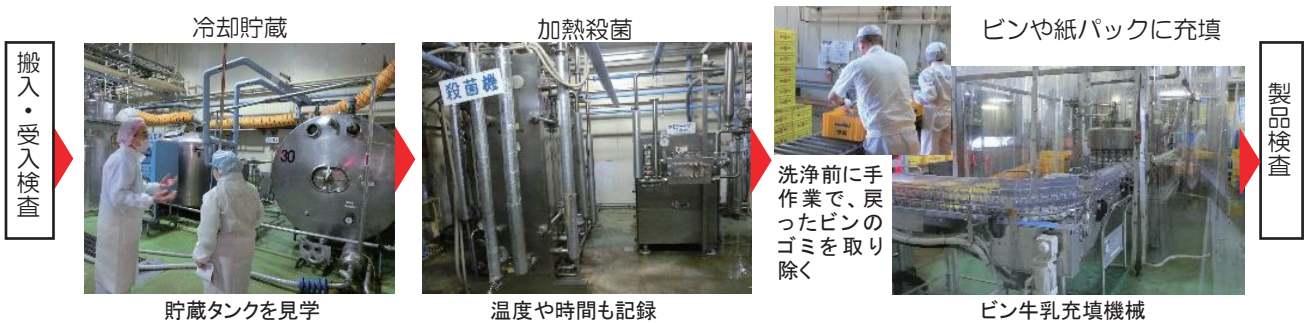 搬入・受入検査
冷却貯蔵
30
貯蔵タンクを見学
加熱殺菌
殺菌機
温度や時間も記録
ビンや紙パックに充填
洗浄前に手
作業で、戻
ったビンの
ゴミを取り
除く
ビン牛乳充填機械
製品検査